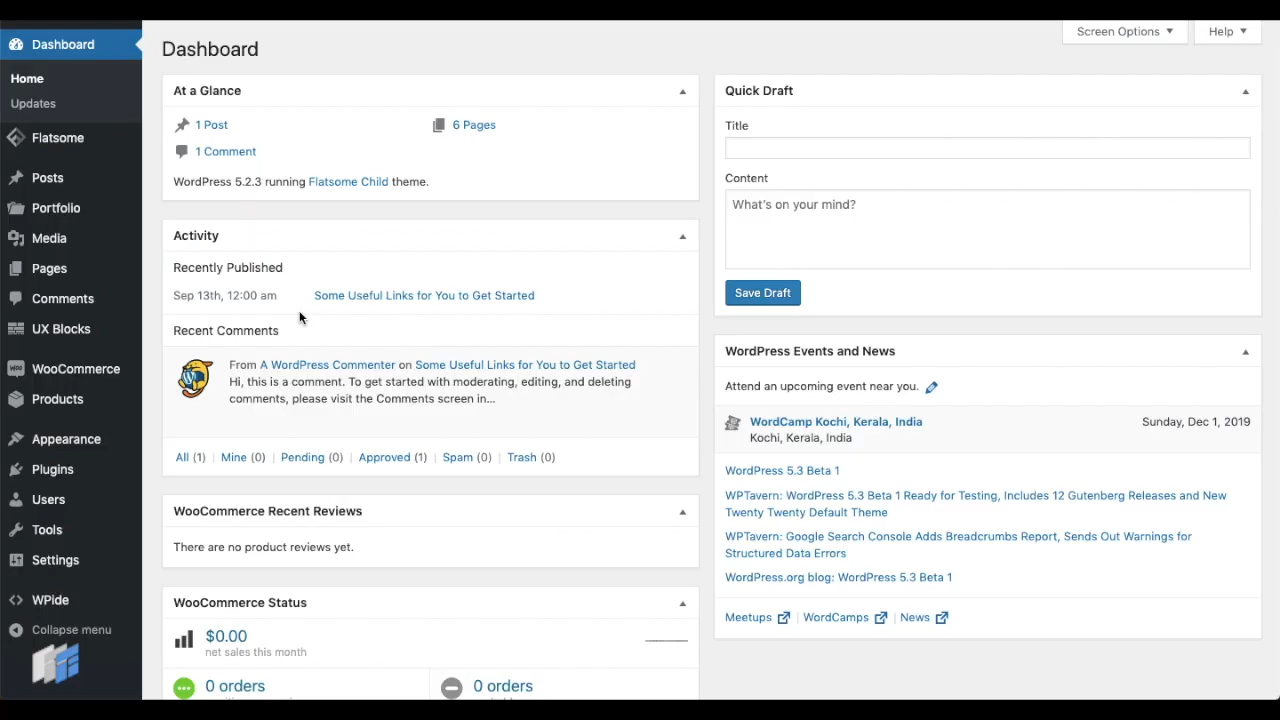 Dashboard
Home
Updates
Flatsome
Posts
Portfolio
Media
Pages
Comments
UX Blocks
WooCommerce
Products
Appearance
Plugins
Users
Tools
Settings
WPide
Collapse menu
Screen Options
Help
Dashboard
At a Glance
1 Post
6 Pages
1 Comment
WordPress 5.2.3 running Flatsome Child theme.
Activity
Recently Published
Sep 13th, 12:00 am Some Useful Links for You to Get Started
Recent Comments
From A WordPress Commenter on Some Useful Links for You to Get Started
Hi, this is a comment. To get started with moderating, editing, and deleting
comments, please visit the Comments screen in...
All (1) | Mine (0) | Pending (0) | Approved (1) | Spam (0) | Trash (0)
WooCommerce Recent Reviews
There are no product reviews yet.
WooCommerce Status
$0.00
net sales this month
0 orders
0 orders
Quick Draft
Title
Content
What's on your mind?
Save Draft
WordPress Events and News
Attend an upcoming event near you.
WordCamp Kochi, Kerala, India Sunday, Dec 1, 2019
Kochi, Kerala, India
WordPress 5.3 Beta 1
WPTavern: WordPress 5.3 Beta 1 Ready for Testing, Includes 12 Gutenberg Releases and New
Twenty Twenty Default Theme
WPTavern: Google Search Console Adds Breadcrumbs Report, Sends Out Warnings for
Structured Data Errors
WordPress.org blog: WordPress 5.3 Beta 1
Meetups | WordCamps | News